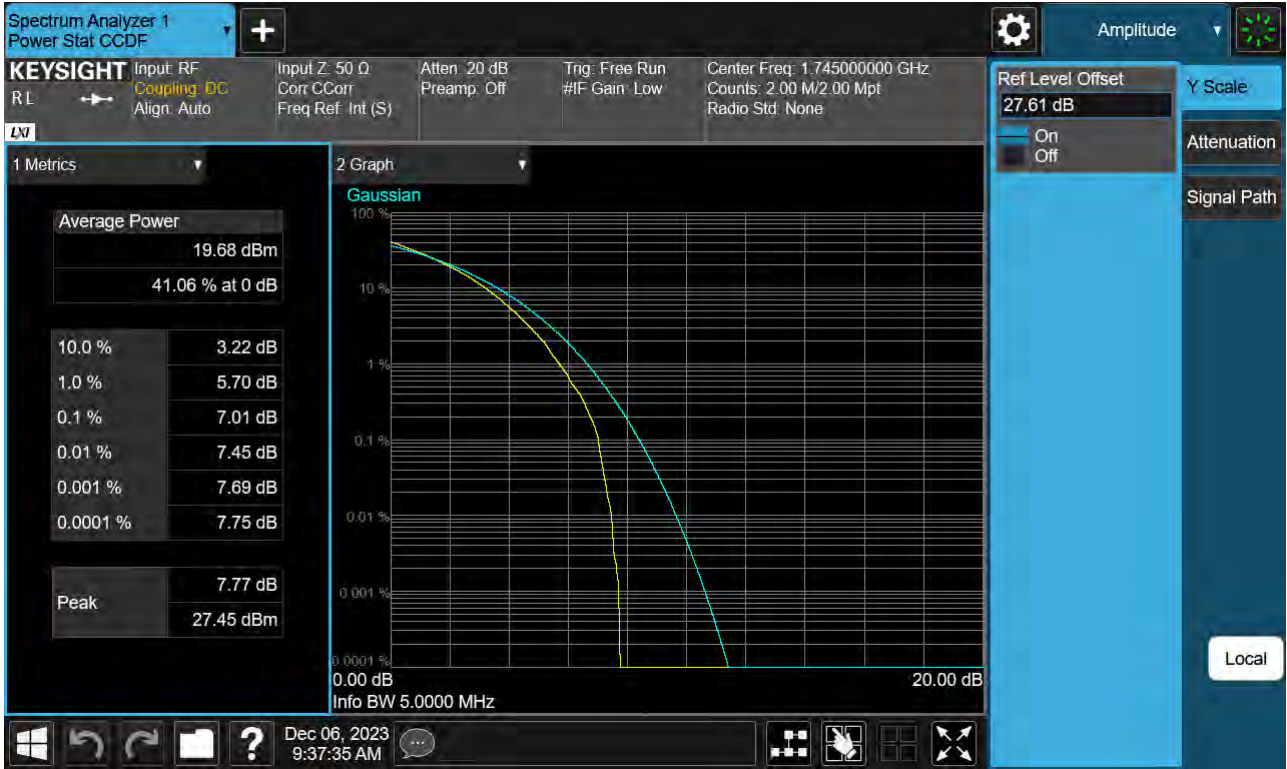 Spectrum Analyzer 1
Power Stat CCDF
Amplitude
KEYSIGHT
RL
LXI
Input: RF
Coupling: DC
Align: Auto
Input Z: 50 Ω
Corr CCorr
Freq Ref: Int (S)
Atten: 20 dB
Preamp: Off
Trig: Free Run
#IF Gain: Low
Center Freq: 1.745000000 GHz
Counts: 2.00 M/2.00 Mpt
Radio Std: None
Ref Level Offset
27.61 dB
On
Off
Y Scale
Attenuation
Signal Path
Local
1 Metrics
Average Power
19.68 dBm
41.06 % at 0 dB
10.0 % 3.22 dB
1.0 % 5.70 dB
0.1 % 7.01 dB
0.01 % 7.45 dB
0.001 % 7.69 dB
0.0001 % 7.75 dB
Peak
7.77 dB
27.45 dBm
2 Graph
Gaussian
100 %
10 %
1 %
0.1 %
0.01 %
0.001 %
0.0001 %
0.00 dB 20.00 dB
Info BW 5.0000 MHz
?
Dec 06, 2023
9:37:35 AM